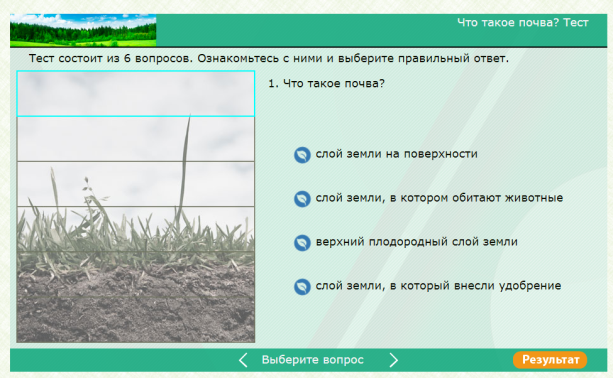 Что такое почва? Тест
Тест состоит из 6 вопросов. Ознакомьтесь с ними и выберите правильный ответ.
1. Что такое почва?
слой земли на поверхности
слой земли, в котором обитают животные
верхний плодородный слой земли
слой земли, в который внесли удобрение
Выберите вопрос
Результат